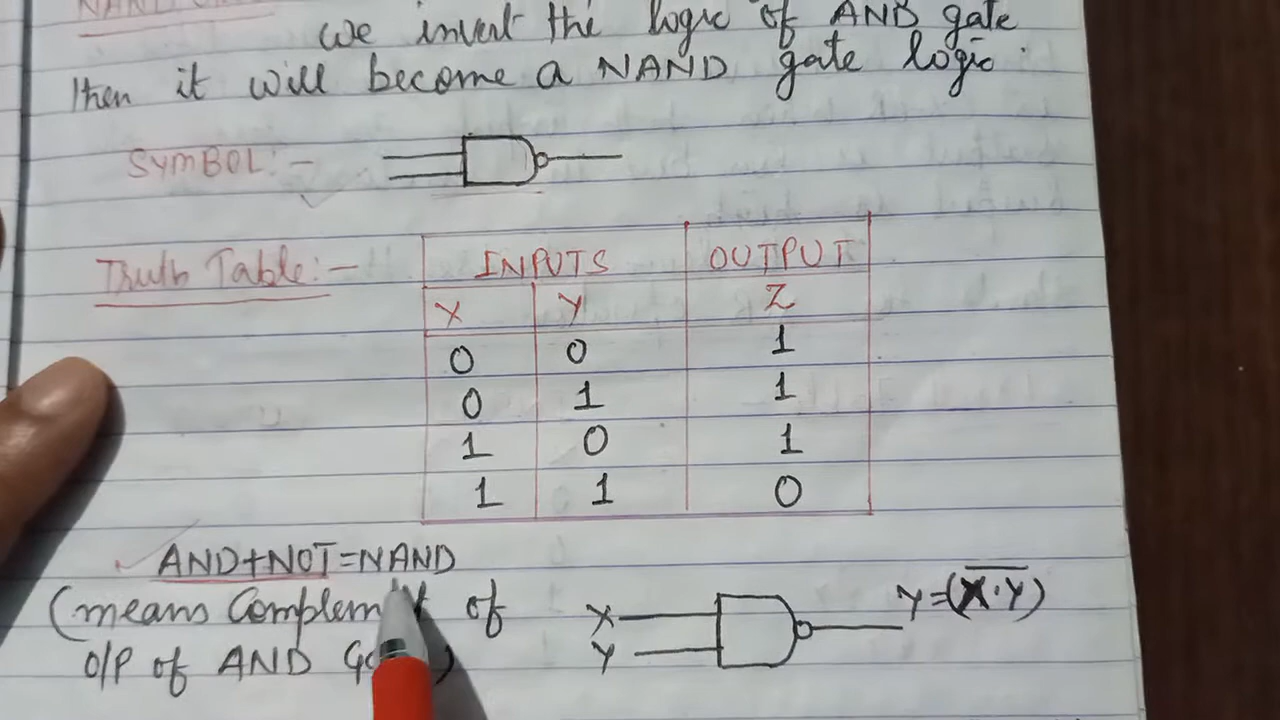 NAND
we invert the logic of AND gate
then it will become a NAND gate logic.
SYMBOL:-
Truth Table:-
INPUTS OUTPUT
X Y Z
0 0 1
0 1 1
1 0 1
1 1 0
AND+NOT=NAND
(means Complement of
O/P of AND
X
Y
Y=(X·Y)